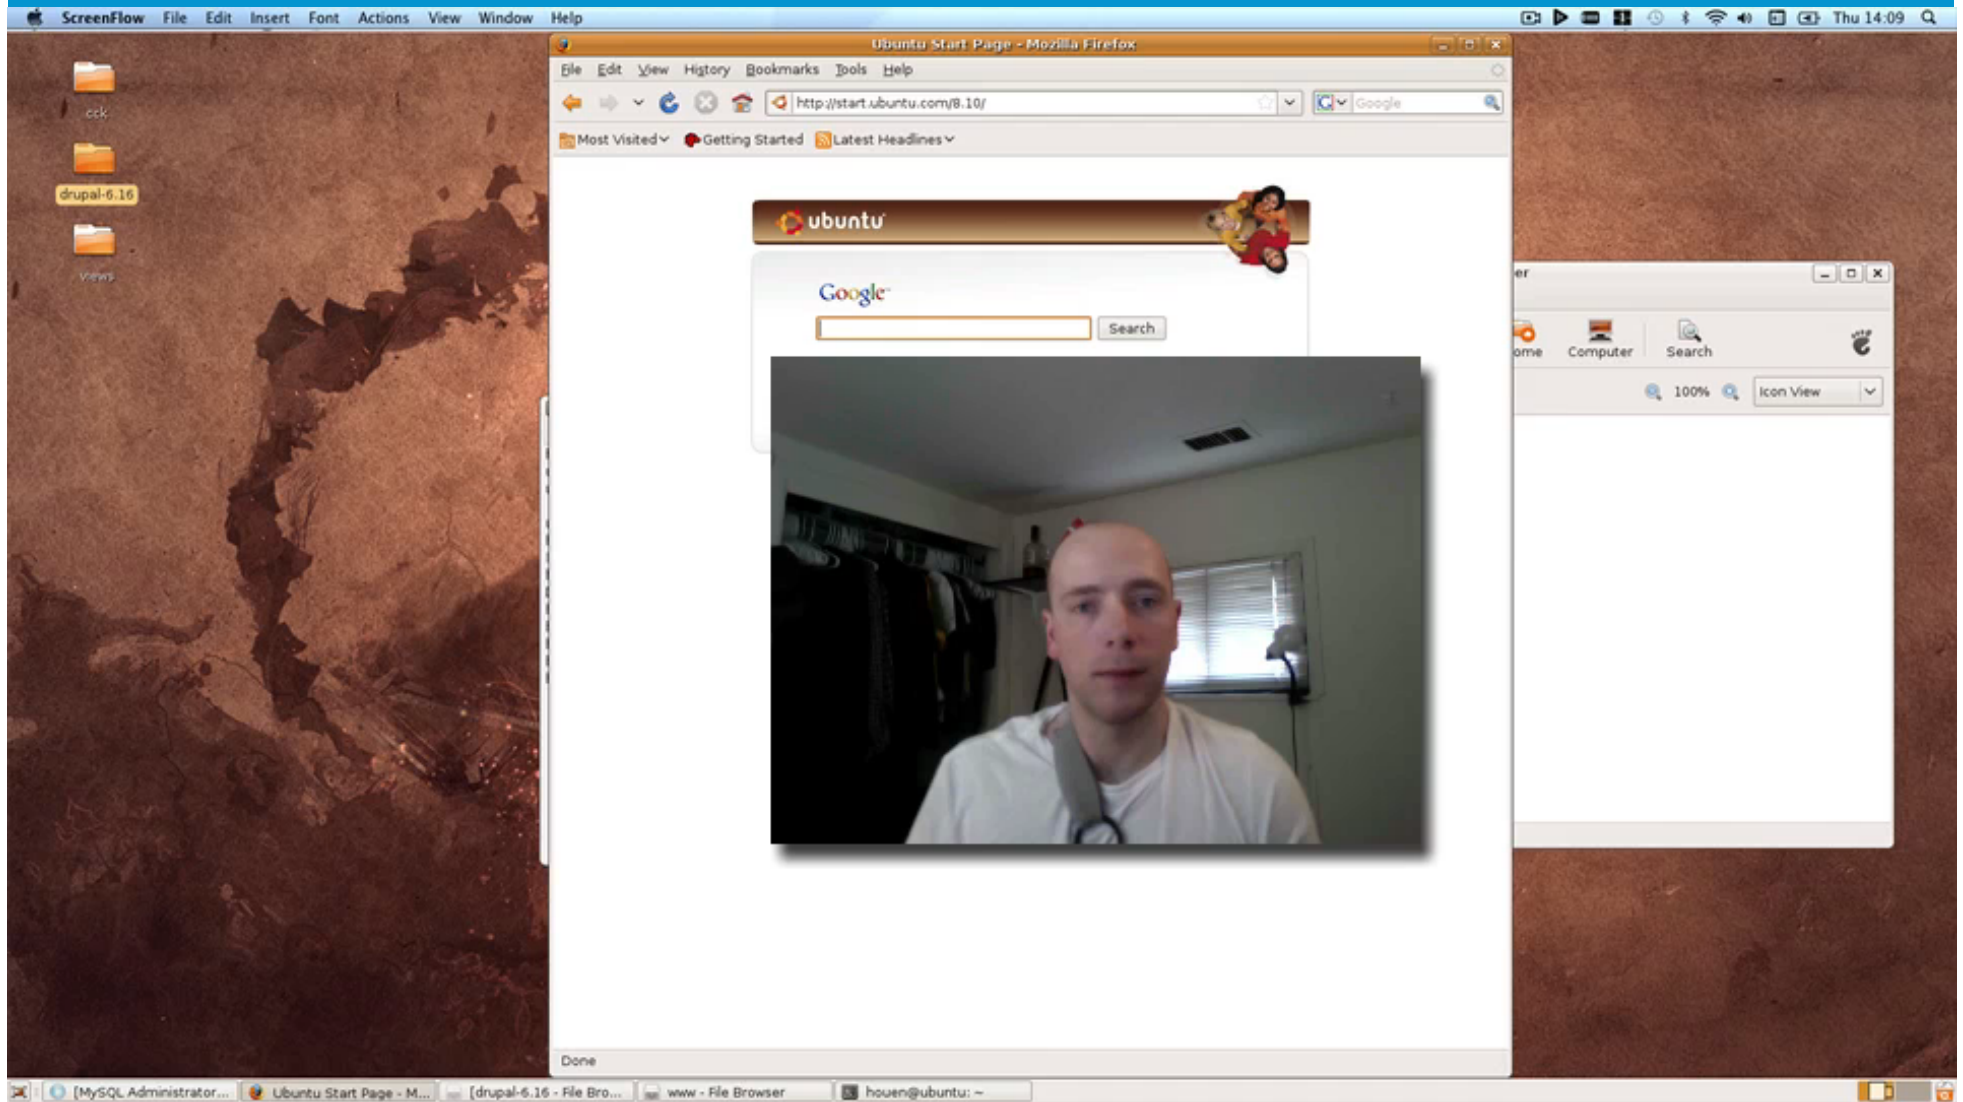 ScreenFlow File Edit Insert Font Actions View Window Help Thu 14:09
Ubuntu Start Page - Mozilla Firefox
File Edit View History Bookmarks Tools Help
http://start.ubuntu.com/8.10/ Google
Most Visited Getting Started Latest Headlines
cck
drupal-6.16
views
ubuntu
Google
Search
er
ome Computer Search
100% Icon View
Done
[MySQL Administrator... Ubuntu Start Page - M... [drupal-6.16 - File Bro... www - File Browser houen@ubuntu: ~